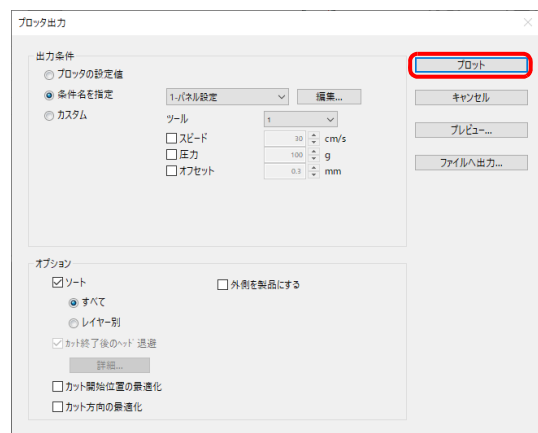 プロッタ出力
出力条件
プロッタの設定値
条件名を指定
1-パネル設定
編集...
カスタム
ツール
1
スピード
30
cm/s
圧力
100
g
オフセット
0.3
mm
プロット
キャンセル
プレビュー...
ファイルへ出力...
オプション
ソート
外側を製品にする
すべて
レイヤー別
カット終了後のヘッド退避
詳細...
カット開始位置の最適化
カット方向の最適化